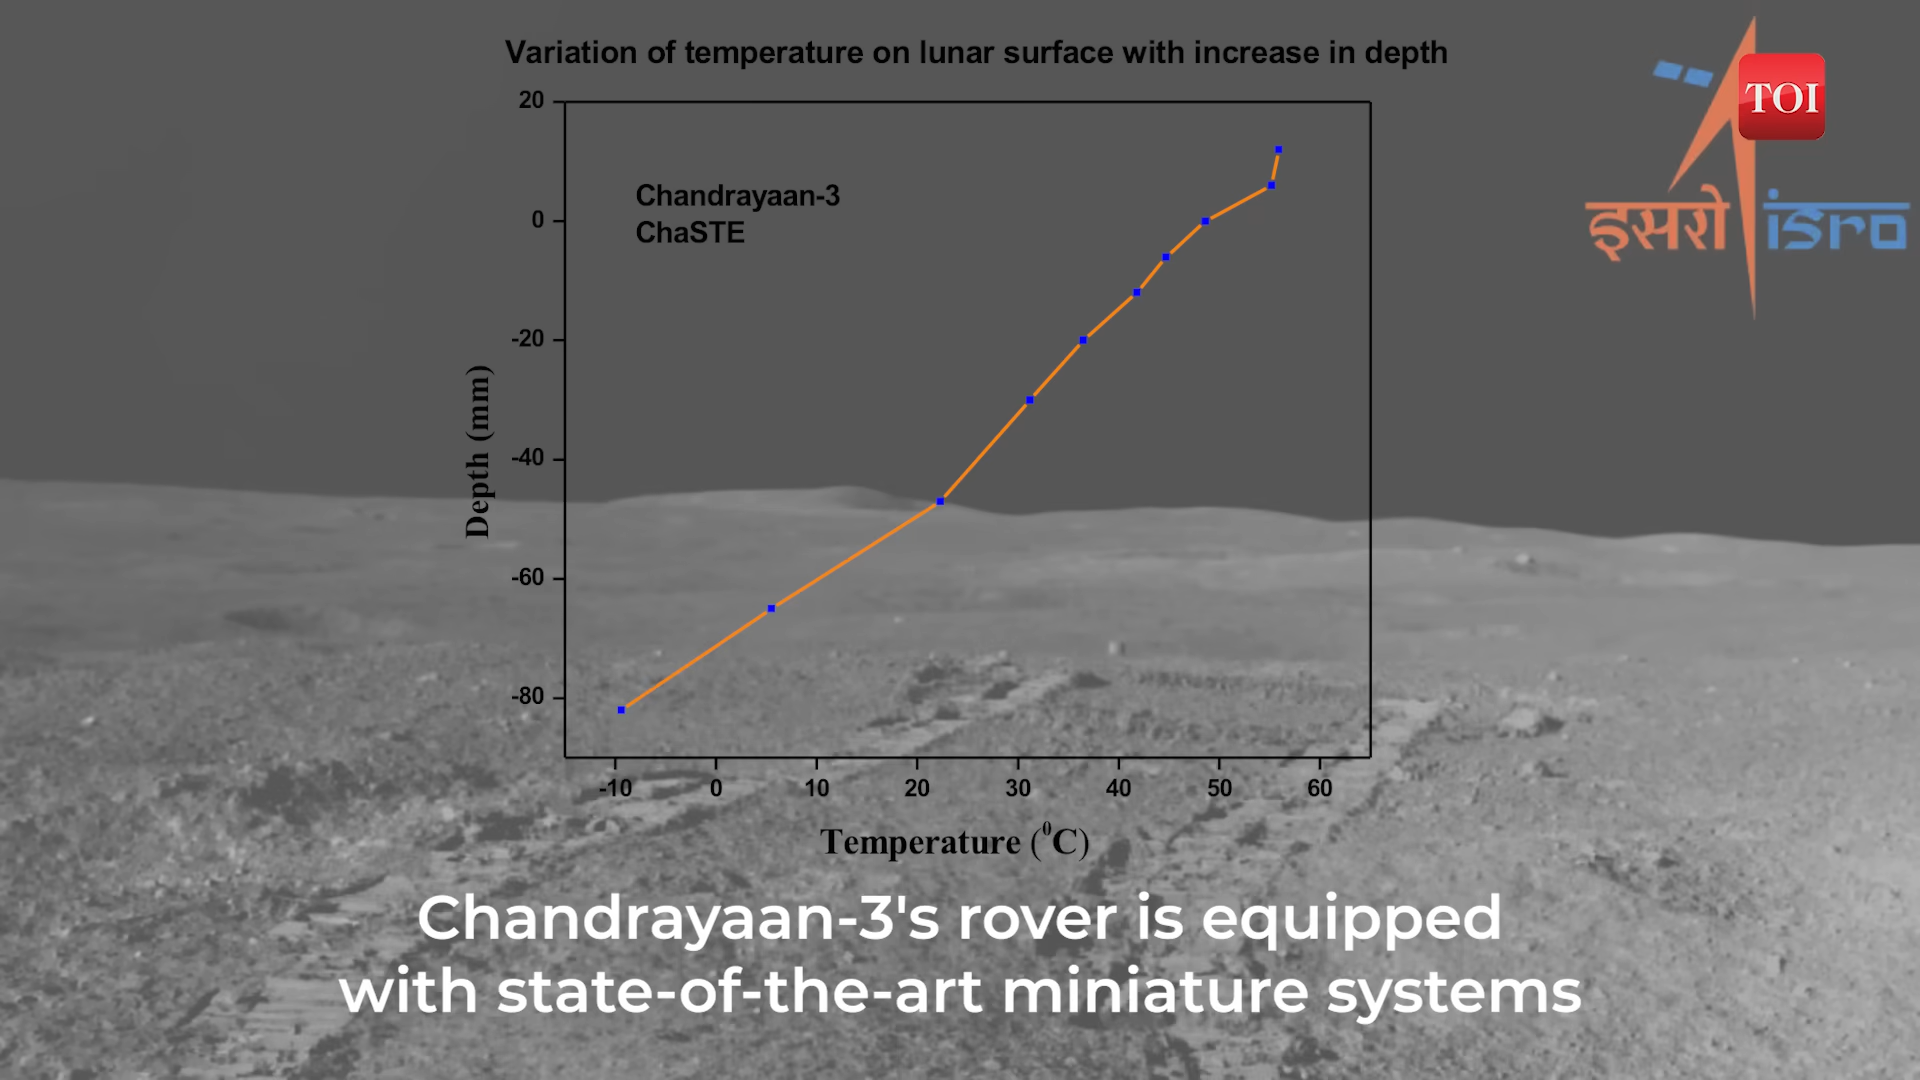 Variation of temperature on lunar surface with increase in depth
TOI
इसरो isro
Chandrayaan-3
ChaSTE
20
0
-20
-40
-60
-80
Depth (mm)
-10 0 10 20 30 40 50 60
Temperature (⁰C)
Chandrayaan-3's rover is equipped
with state-of-the-art miniature systems